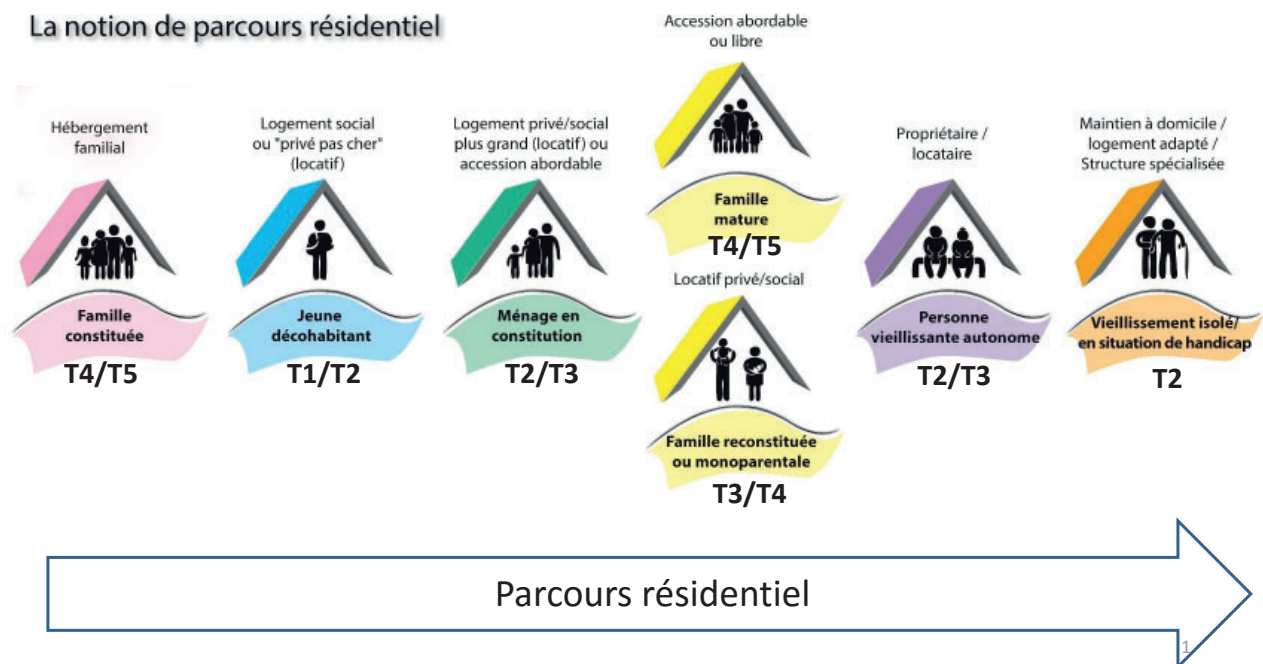 La notion de parcours résidentiel
Hébergement
familial
Famille
constituée
T4/T5
Logement social
ou "privé pas cher"
(locatif)
Jeune
décohabitant
T1/T2
Logement privé/social
plus grand (locatif) ou
accession abordable
Ménage en
constitution
T2/T3
Accession abordable
ou libre
Famille
mature
T4/T5
Locatif privé/social
Famille reconstituée
ou monoparentale
T3/T4
Propriétaire /
locataire
Personne
vieillissante autonome
T2/T3
Maintien à domicile /
logement adapté /
Structure spécialisée
Vieillissement isolé/
en situation de handicap
T2
Parcours résidentiel
1